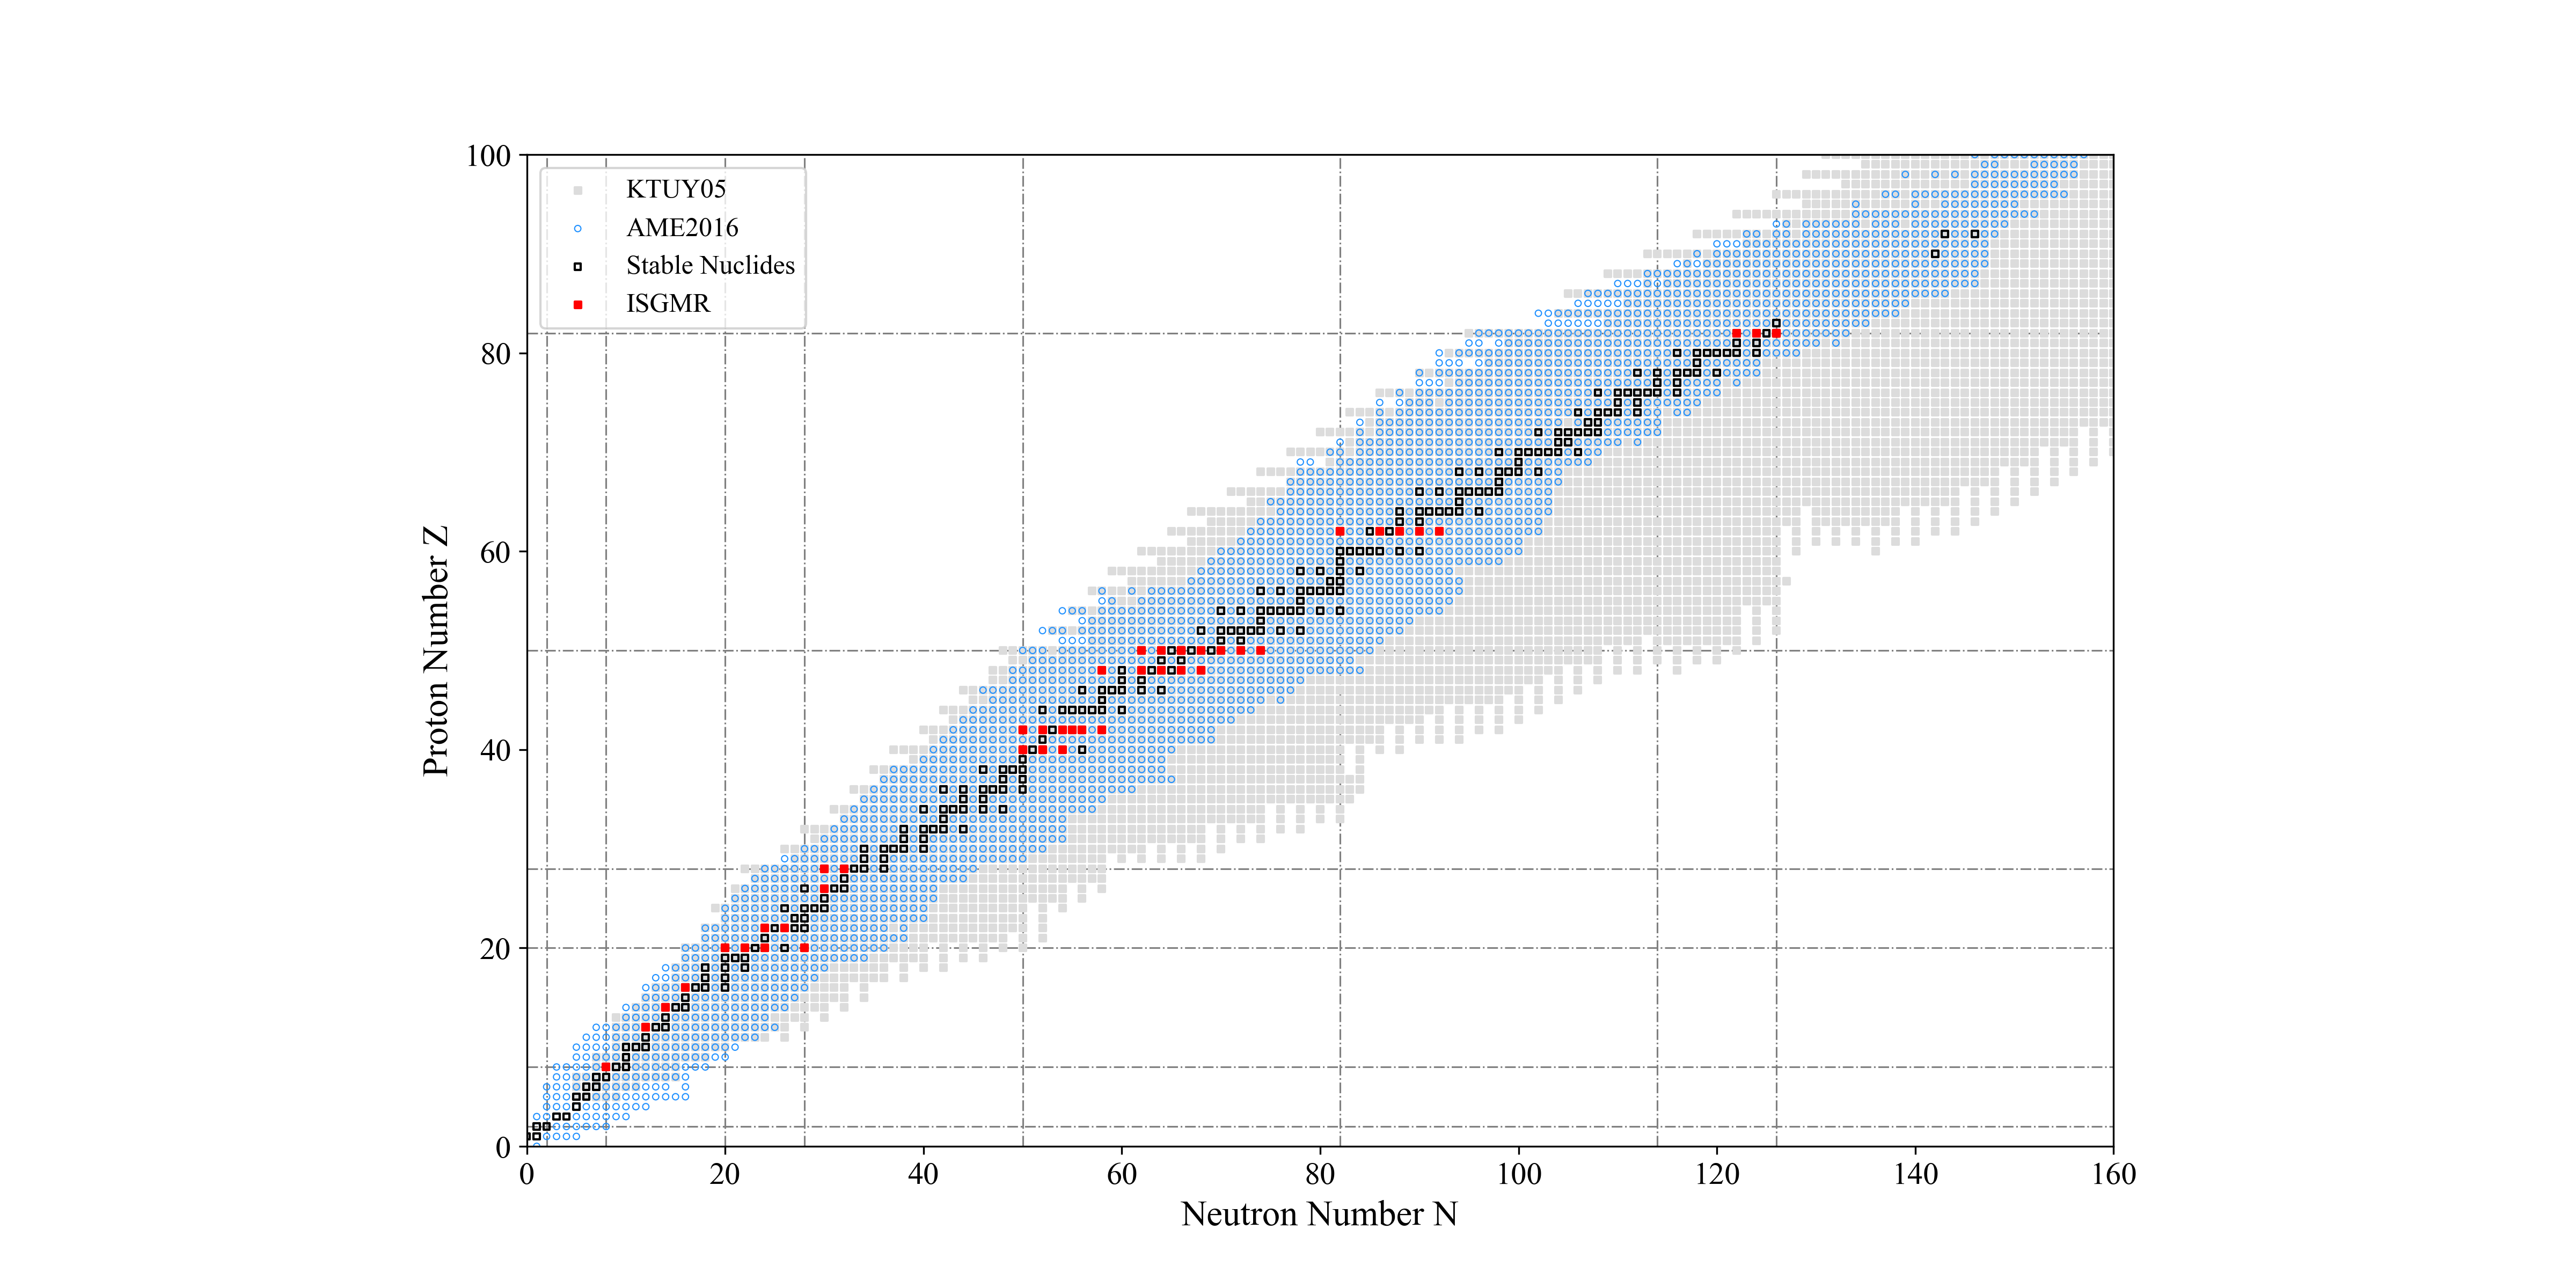 100
KTUY05
AME2016
Stable Nuclides
ISGMR
80
60
40
20
0
Proton Number Z
0 20 40 60 80 100 120 140 160
Neutron Number N